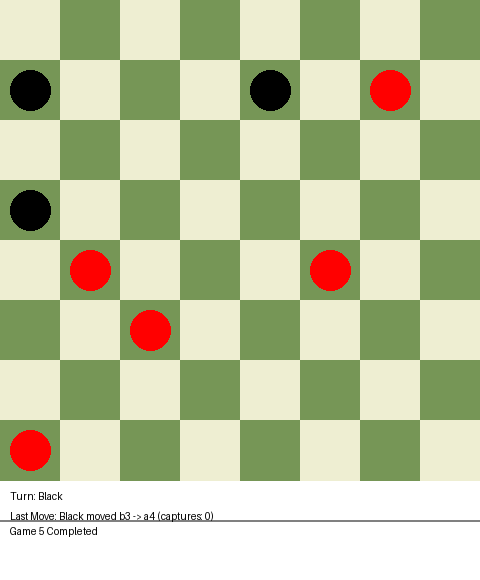 Turn: Black
Last Move: Black moved b3 -> a4 (captures: 0)
Game 5 Completed